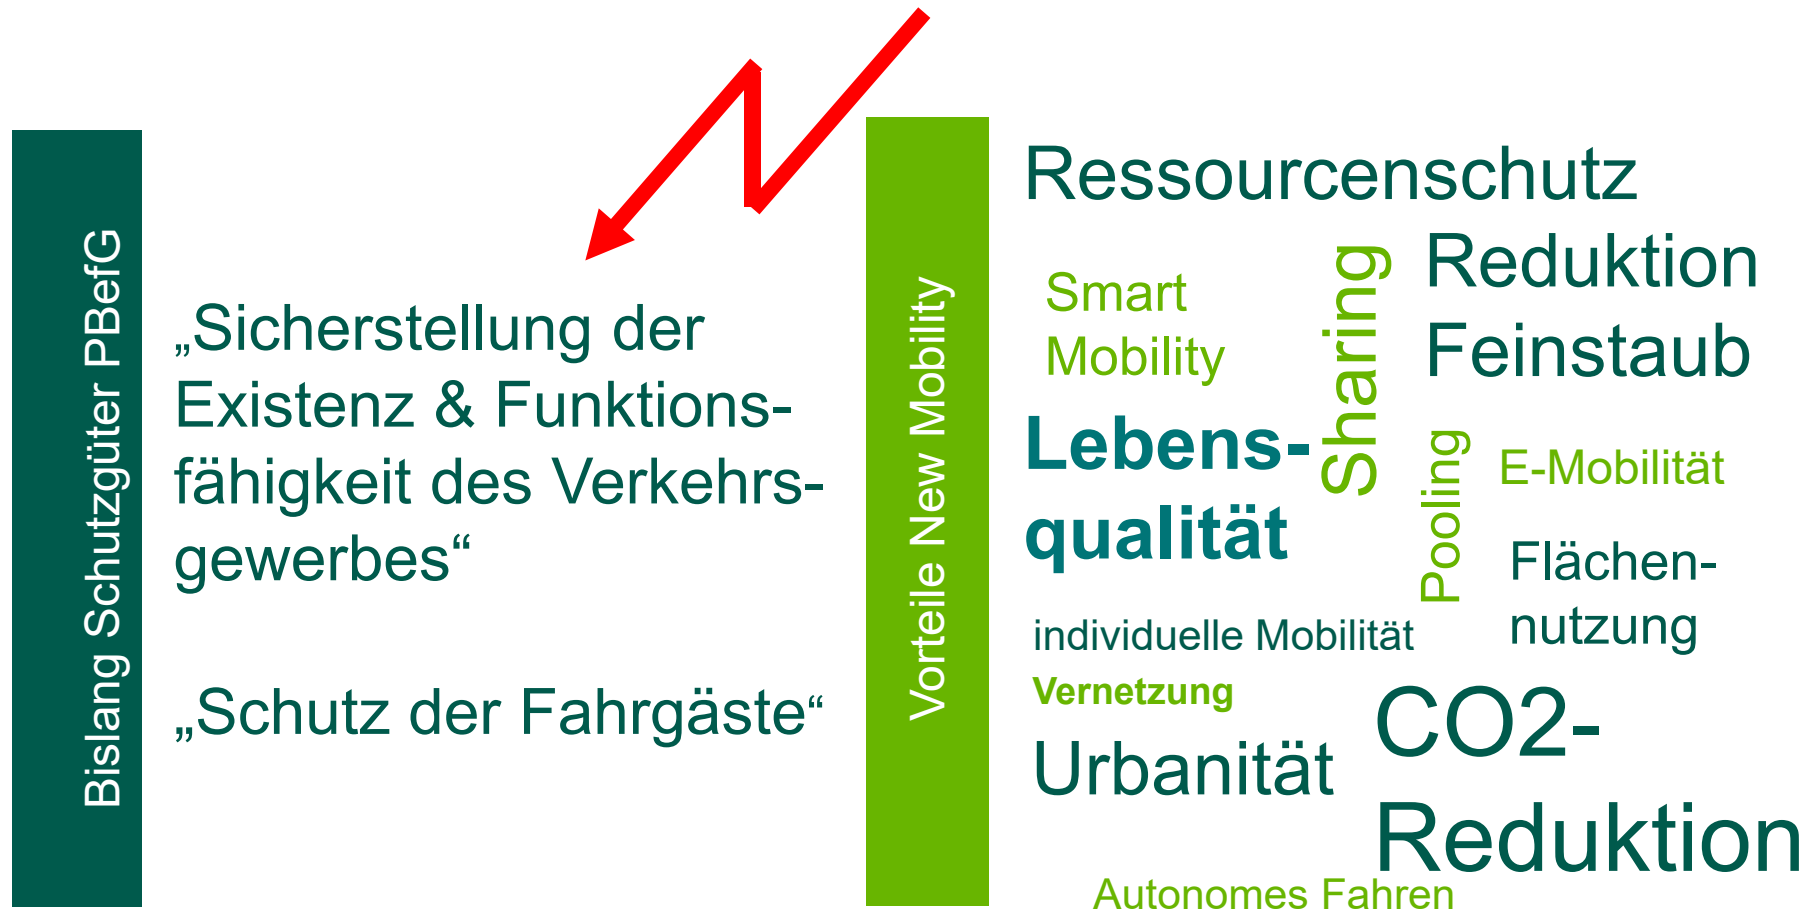 Bislang Schutzgüter PBefG
„Sicherstellung der
Existenz & Funktions-
fähigkeit des Verkehrs-
gewerbes“
„Schutz der Fahrgäste“
Vorteile New Mobility
Ressourcenschutz
Reduktion
Feinstaub
Smart
Mobility
Sharing
Lebens-
qualität
Pooling
E-Mobilität
Flächen-
nutzung
individuelle Mobilität
Vernetzung
Urbanität
CO2-
Reduktion
Autonomes Fahren